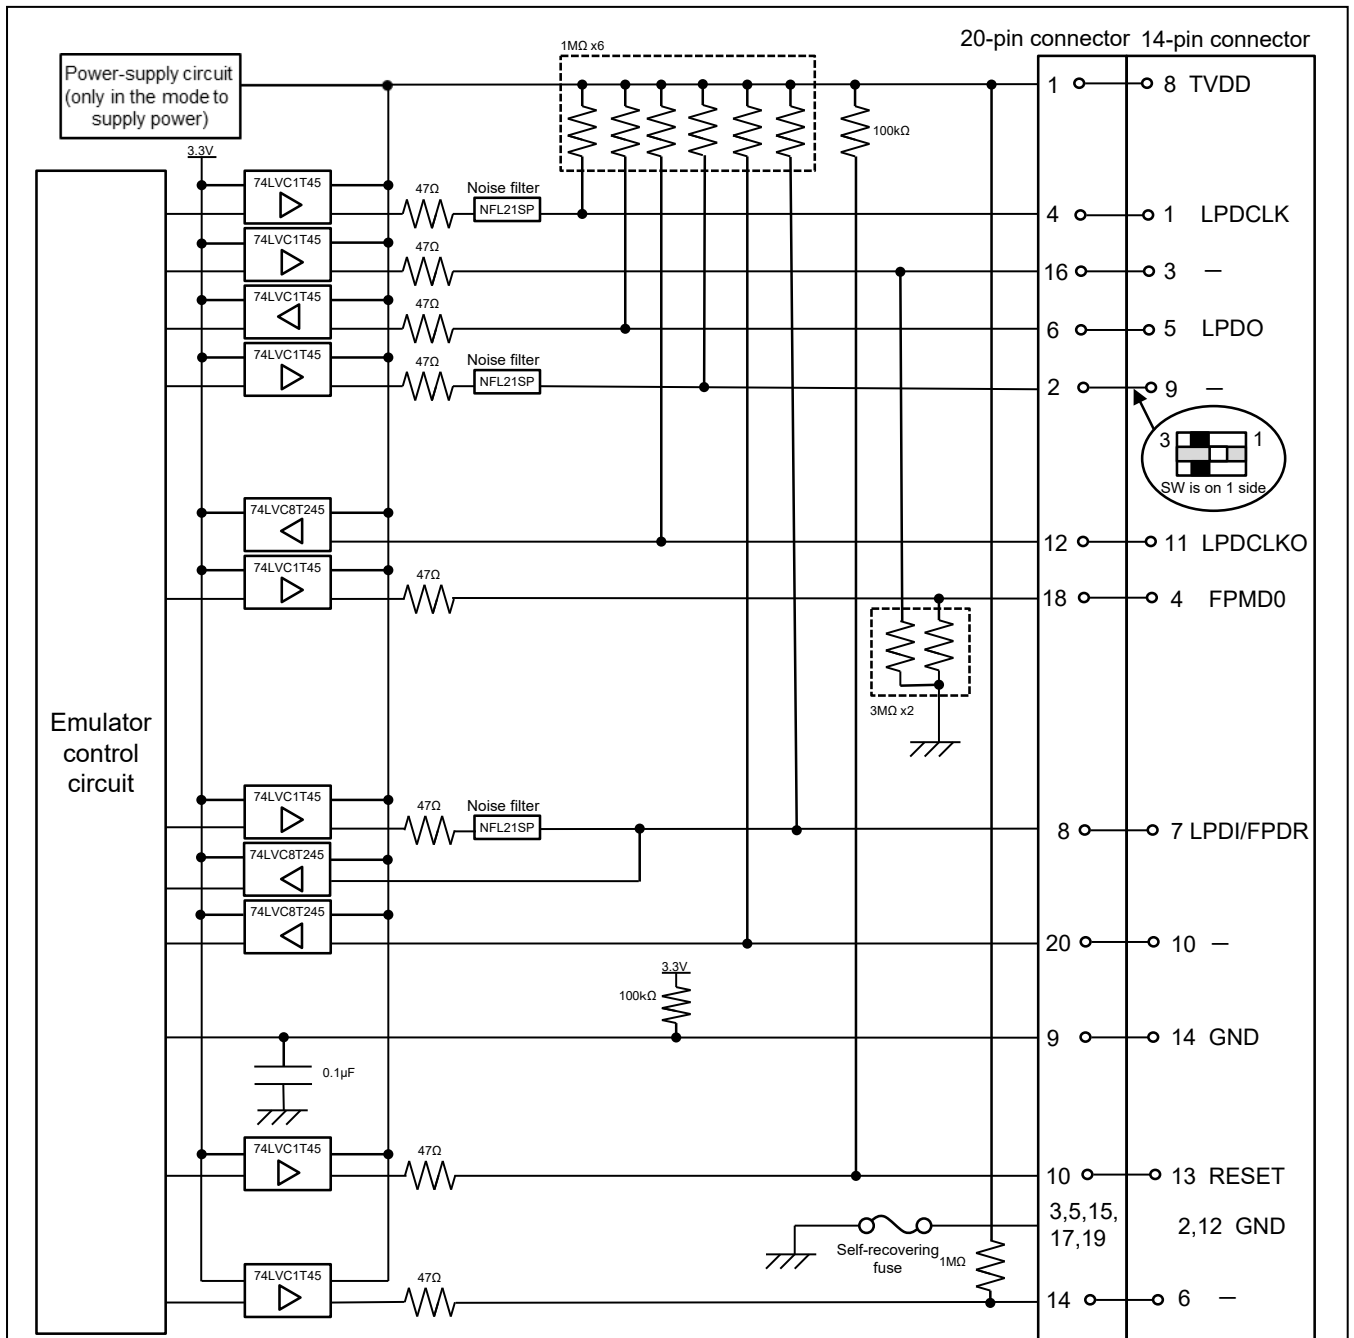 20-pin connector 14-pin connector
1MΩ x6
Power-supply circuit
(only in the mode to
supply power)
1 8 TVDD
100kΩ
3.3V
74LVC1T45 47Ω Noise filter
NFL21SP
4 1 LPDCLK
74LVC1T45 47Ω
16 3 —
74LVC1T45 47Ω
6 5 LPDO
74LVC1T45 47Ω Noise filter
NFL21SP
2 9 —
3 1
SW is on 1 side
74LVC8T245
12 11 LPDCLKO
74LVC1T45 47Ω
18 4 FPMD0
3MΩ x2
Emulator
control
circuit
74LVC1T45 47Ω Noise filter
NFL21SP
8 7 LPDI/FPDR
74LVC8T245
74LVC8T245
20 10 —
3.3V
100kΩ
9 14 GND
0.1µF
74LVC1T45 47Ω
10 13 RESET
3,5,15,
17,19
2,12 GND
Self-recovering
fuse
1MΩ
74LVC1T45 47Ω
14 6 —